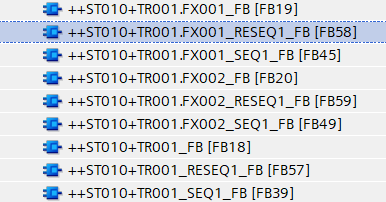 ++ST010+TR001.FX001_FB [FB19]
++ST010+TR001.FX001_RESEQ1_FB [FB58]
++ST010+TR001.FX001_SEQ1_FB [FB45]
++ST010+TR001.FX002_FB [FB20]
++ST010+TR001.FX002_RESEQ1_FB [FB59]
++ST010+TR001.FX002_SEQ1_FB [FB49]
++ST010+TR001_FB [FB18]
++ST010+TR001_RESEQ1_FB [FB57]
++ST010+TR001_SEQ1_FB [FB39]